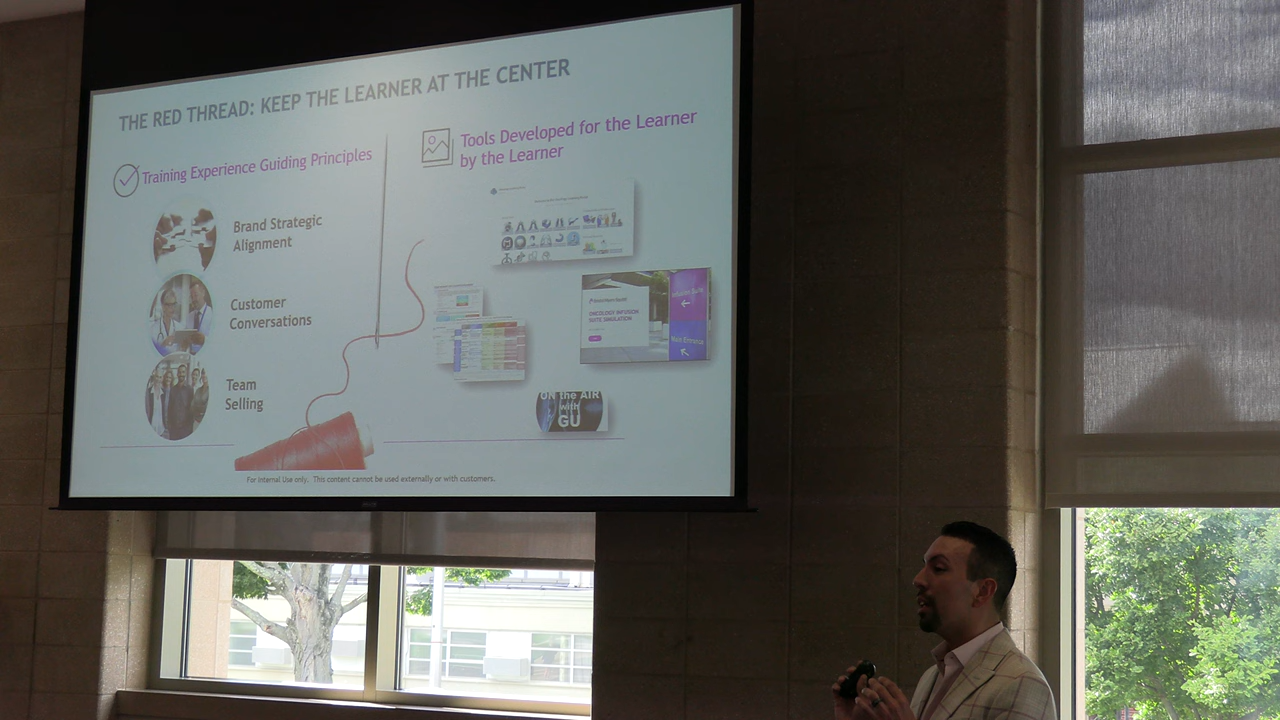 THE RED THREAD: KEEP THE LEARNER AT THE CENTER
Training Experience Guiding Principles
Brand Strategic
Alignment
Customer
Conversations
Team
Selling
Tools Developed for the Learner
by the Learner
ONCOLOGY INFUSION
SUITE SIMULATION
Main Entrance
ON the AIR
with
GU
For Internal Use only. This content cannot be used externally or with customers.